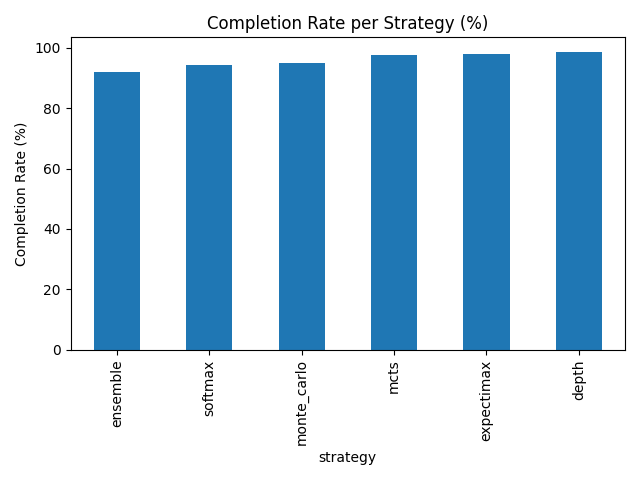 Completion Rate per Strategy (%)
Completion Rate (%)
100
80
60
40
20
0
ensemble
softmax
monte_carlo
mcts
expectimax
depth
strategy